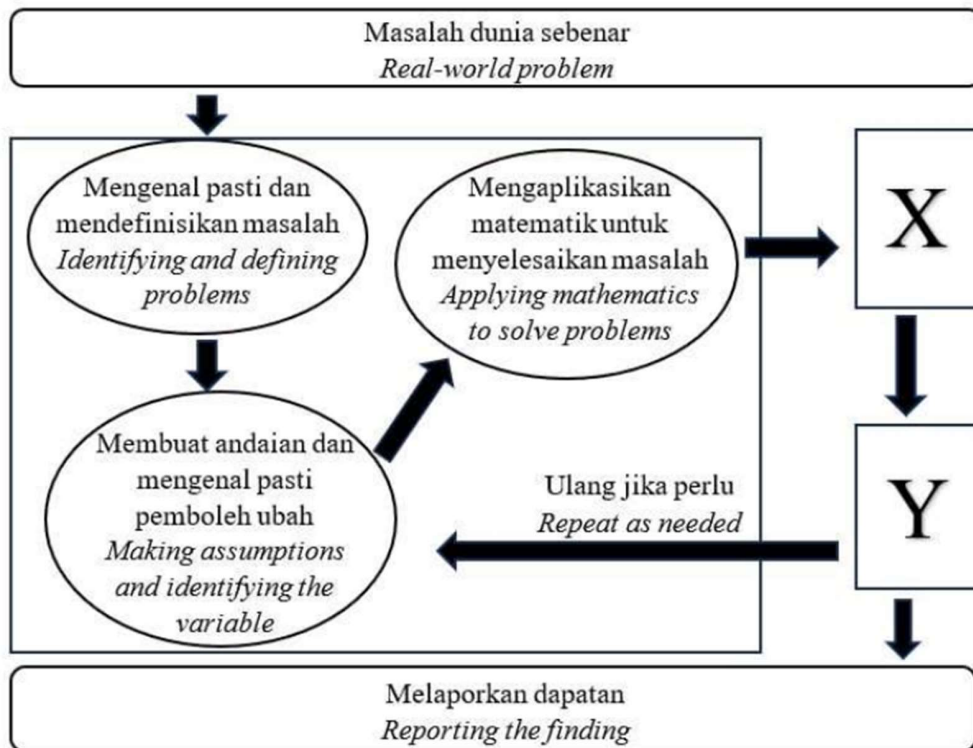 Masalah dunia sebenar
Real-world problem
Mengenal pasti dan
mendefinisikan masalah
Identifying and defining
problems
Mengaplikasikan
matematik untuk
menyelesaikan masalah
Applying mathematics
to solve problems
X
Membuat andaian dan
mengenal pasti
pemboleh ubah
Making assumptions
and identifying the
variable
Ulang jika perlu
Repeat as needed
Y
Melaporkan dapatan
Reporting the finding